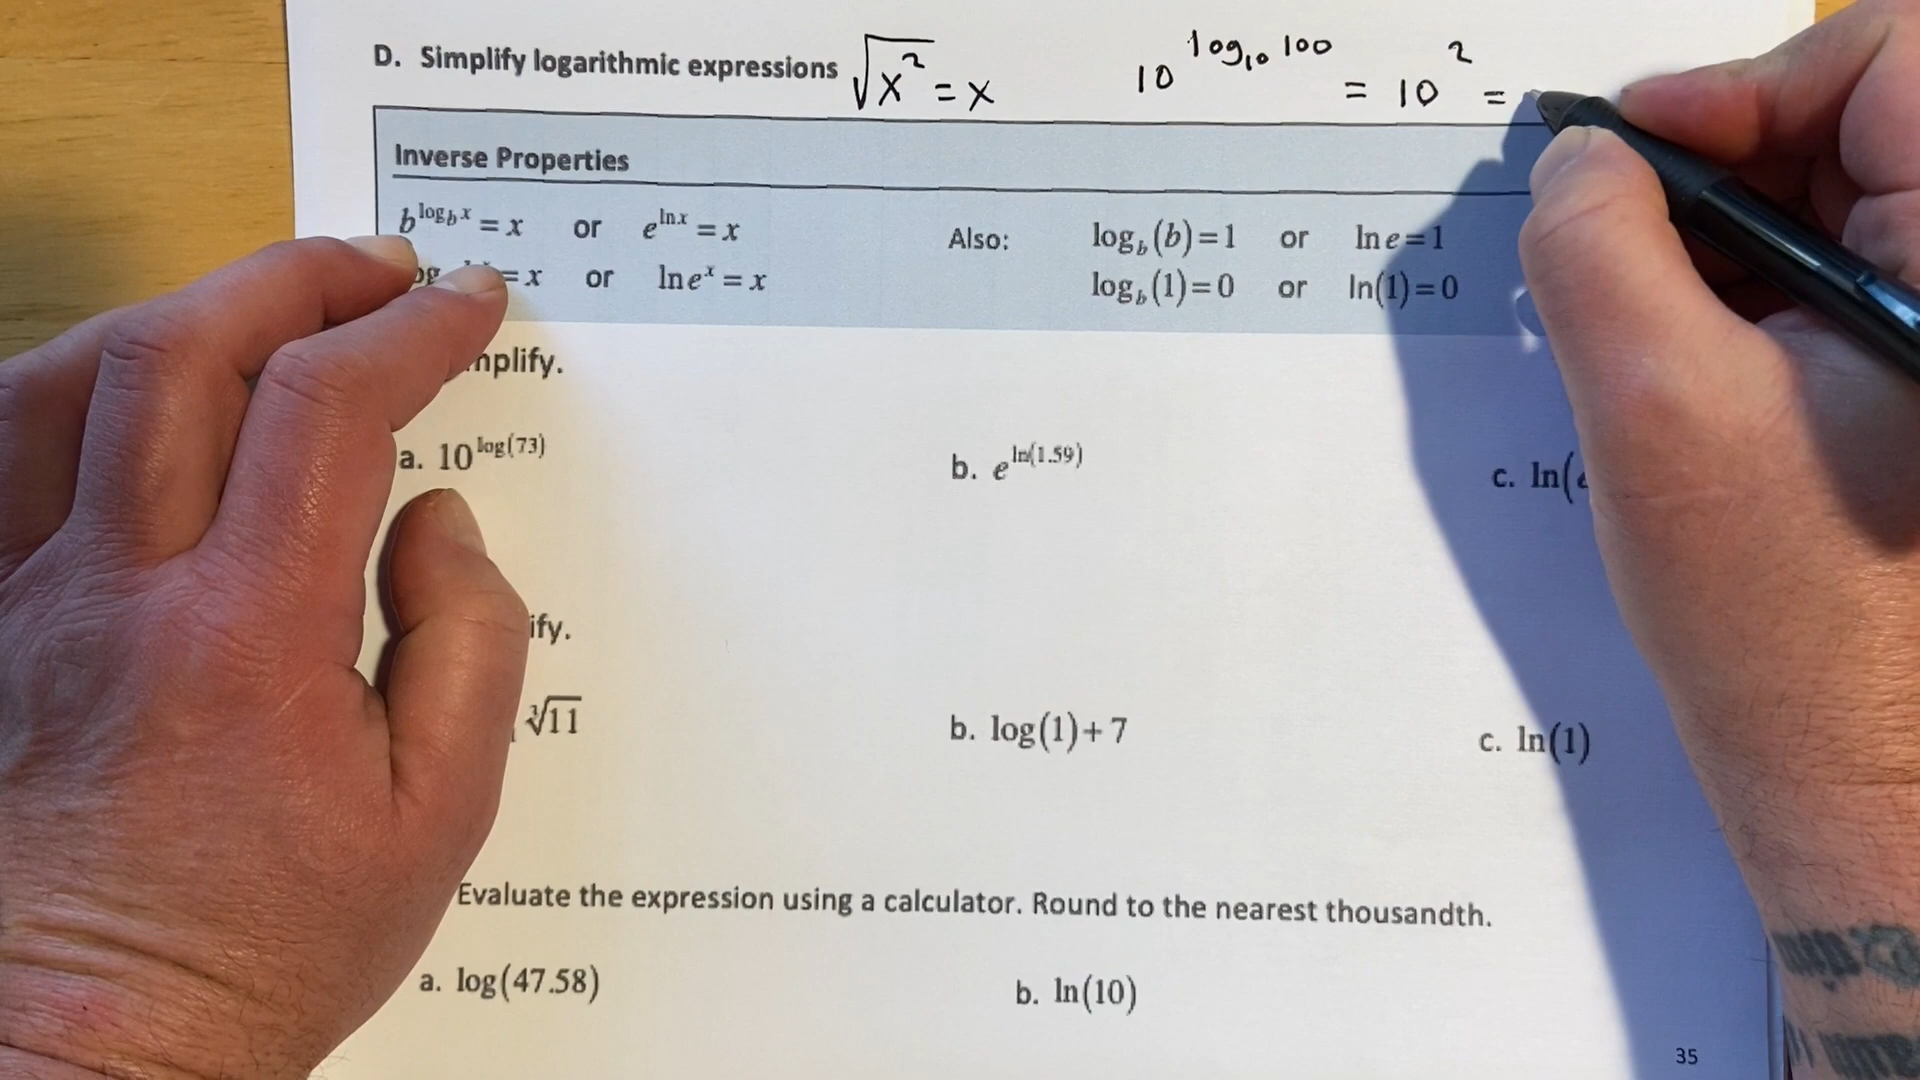 D. Simplify logarithmic expressions √x² = x 10^log₁₀ 100 = 10² =
Inverse Properties
b^log_b x = x or e^ln x = x Also: log_b(b)=1 or ln e=1
= x or ln e^x = x log_b(1)=0 or ln(1)=0
mplify.
a. 10^log(73) b. e^ln(1.59) c. ln(
ify.
∛11 b. log(1)+7 c. ln(1)
Evaluate the expression using a calculator. Round to the nearest thousandth.
a. log(47.58) b. ln(10)
35